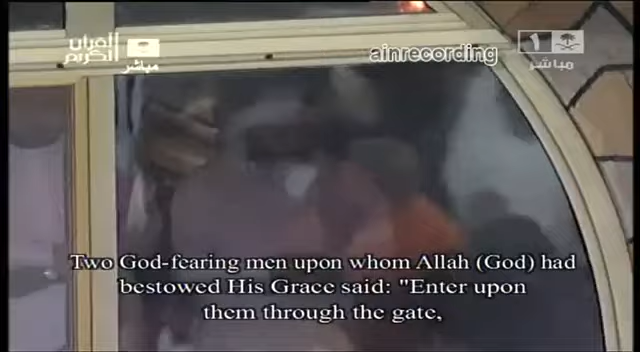 القرآن الكريم
مباشر
ainrecording
1
مباشر
Two God-fearing men upon whom Allah (God) had
bestowed His Grace said: "Enter upon
them through the gate,